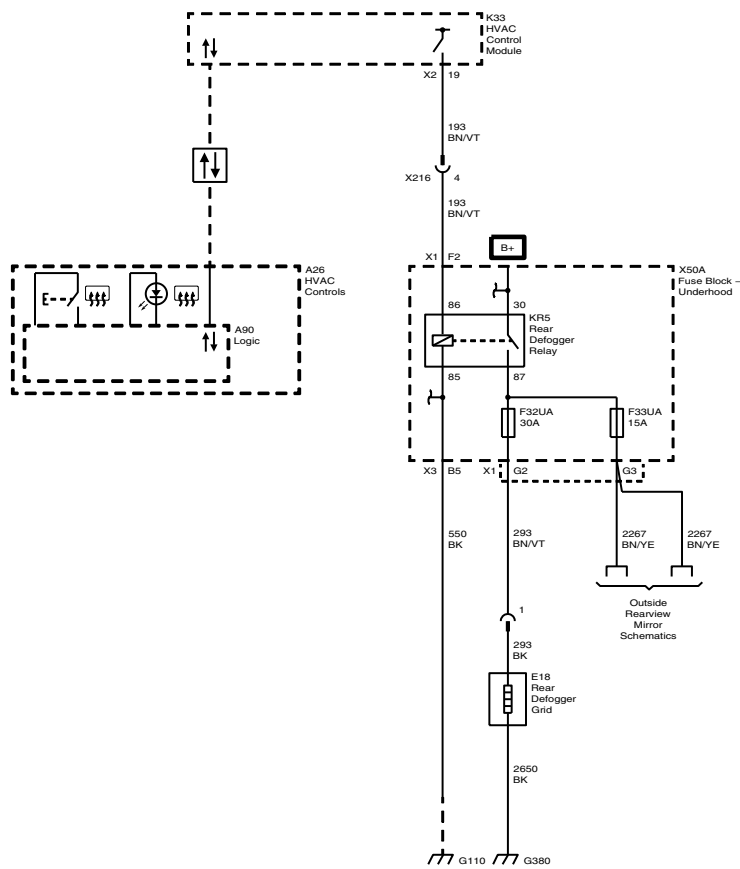 K33
HVAC
Control
Module
X2 19
193
BN/VT
X216 4
193
BN/VT
B+
X1 F2
A26
HVAC
Controls
X50A
Fuse Block –
Underhood
86 30
KR5
Rear
Defogger
Relay
A90
Logic
85 87
F32UA
30A
F33UA
15A
X3 B5 X1 G2 G3
550
BK
293
BN/VT
2267
BN/YE
2267
BN/YE
Outside
Rearview
Mirror
Schematics
1
293
BK
E18
Rear
Defogger
Grid
2650
BK
G110 G380